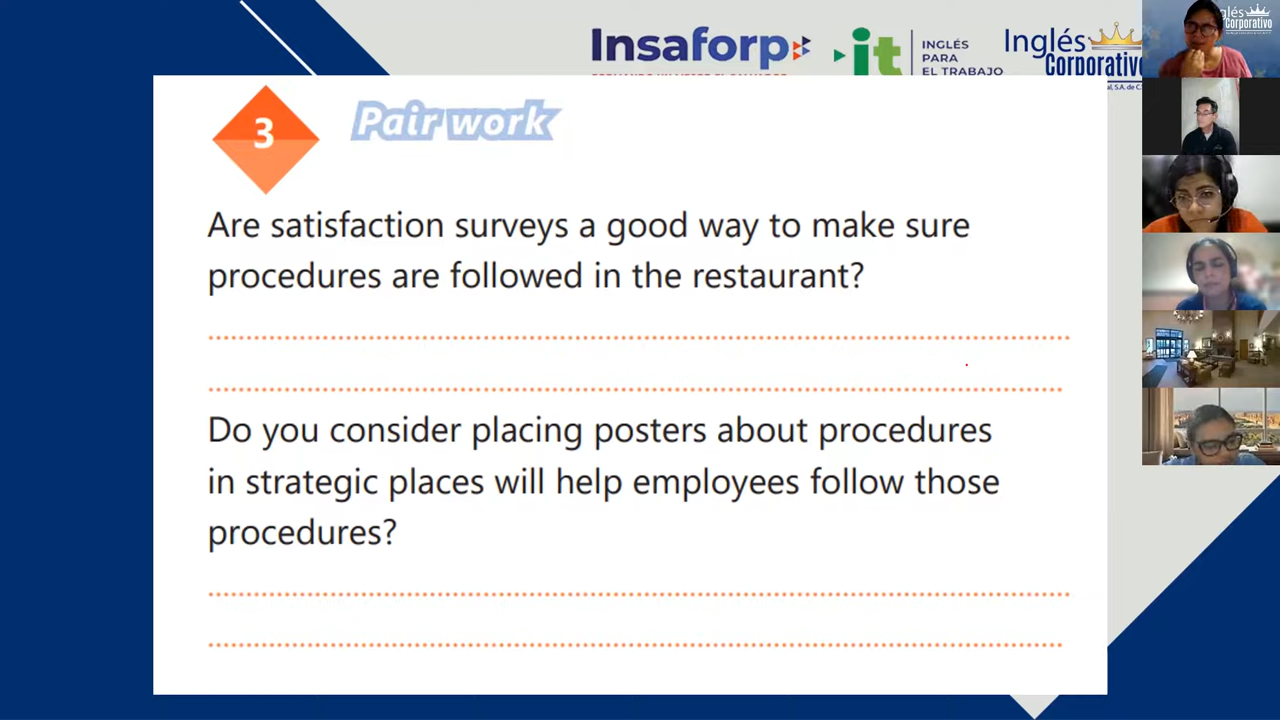 Insaforp
it
INGLÉS
PARA
EL TRABAJO
Inglés
Corporativo
3
Pair work
Are satisfaction surveys a good way to make sure
procedures are followed in the restaurant?
Do you consider placing posters about procedures
in strategic places will help employees follow those
procedures?